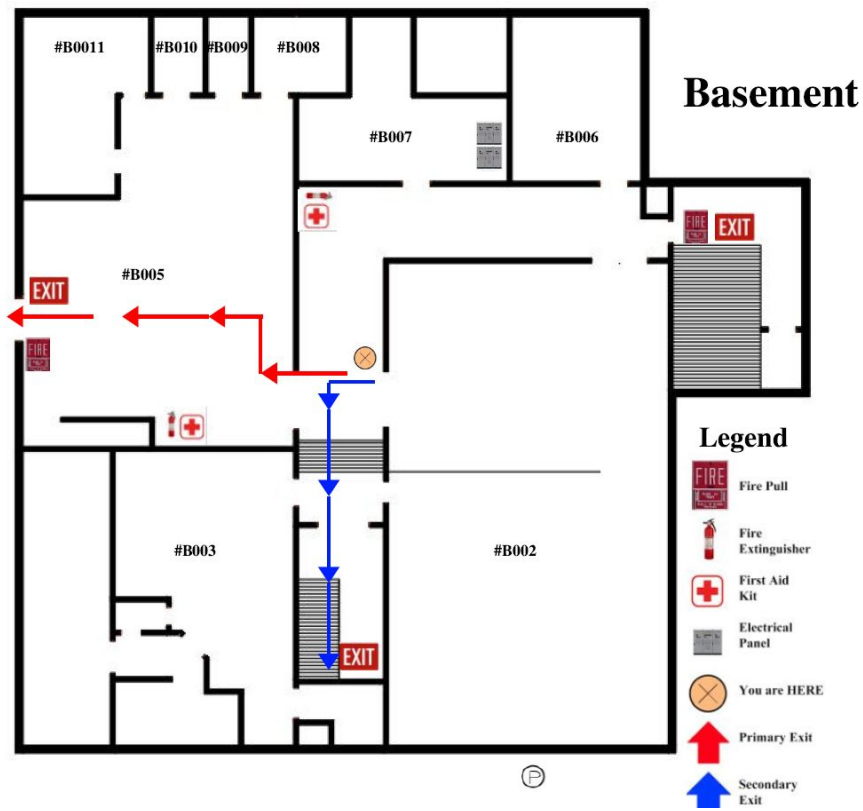 #B0011
#B010
#B009
#B008
Basement
#B007
#B006
EXIT
FIRE
#B005
EXIT
FIRE
#B003
#B002
EXIT
Legend
FIRE
Fire Pull
Fire
Extinguisher
First Aid
Kit
Electrical
Panel
You are HERE
Primary Exit
Secondary
Exit
P